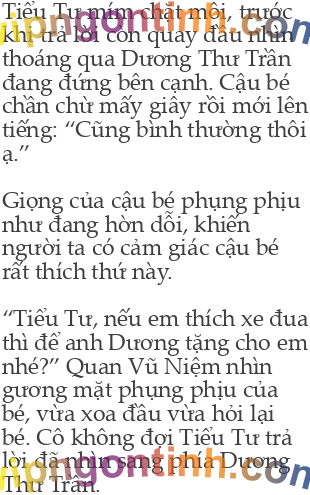 Tiểu Tư mím chặt môi, trước
khi trả lời còn quay đầu nhìn
thoáng qua Dương Thư Trần
đang đứng bên cạnh. Cậu bé
chần chừ mấy giây rồi mới lên
tiếng: “Cũng bình thường thôi
ạ.”
Giọng của cậu bé phụng phịu
như đang hờn dỗi, khiến
người ta có cảm giác cậu bé
rất thích thứ này.
“Tiểu Tư, nếu em thích xe đua
thì để anh Dương tặng cho em
nhé?” Quan Vũ Niệm nhìn
gương mặt phụng phịu của
bé, vừa xoa đầu vừa hỏi lại
bé. Cô không đợi Tiểu Tư trả
lời đã nhìn sang phía Dương
Thư Trần.
vipngontinh.com
vipngontinh.com